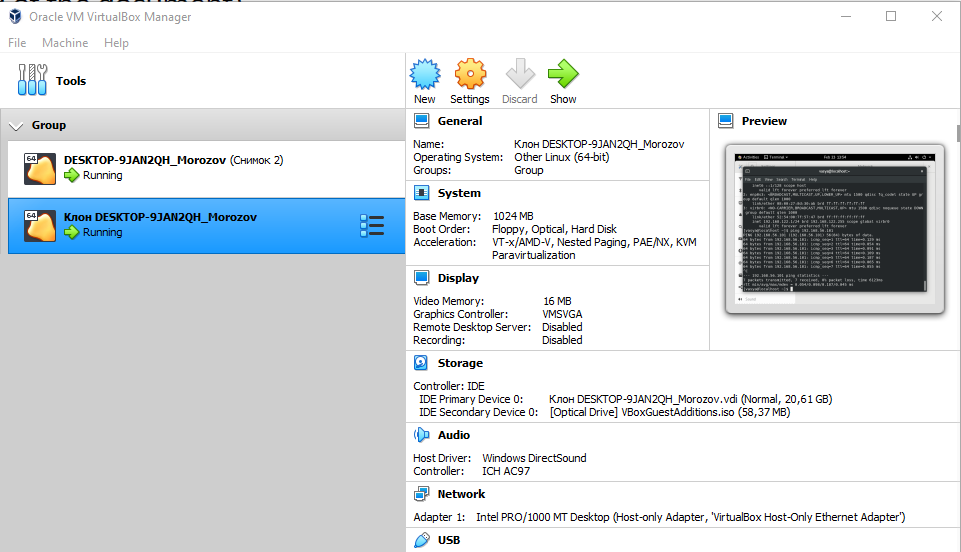 Oracle VM VirtualBox Manager
File Machine Help
Tools
New Settings Discard Show
Group
64
DESKTOP-9JAN2QH_Morozov (Снимок 2)
Running
64
Клон DESKTOP-9JAN2QH_Morozov
Running
General
Name: Клон DESKTOP-9JAN2QH_Morozov
Operating System: Other Linux (64-bit)
Groups: Group
Preview
System
Base Memory: 1024 MB
Boot Order: Floppy, Optical, Hard Disk
Acceleration: VT-x/AMD-V, Nested Paging, PAE/NX, KVM
Paravirtualization
Display
Video Memory: 16 MB
Graphics Controller: VMSVGA
Remote Desktop Server: Disabled
Recording: Disabled
Storage
Controller: IDE
IDE Primary Device 0: Клон DESKTOP-9JAN2QH_Morozov.vdi (Normal, 20,61 GB)
IDE Secondary Device 0: [Optical Drive] VBoxGuestAdditions.iso (58,37 MB)
Audio
Host Driver: Windows DirectSound
Controller: ICH AC97
Network
Adapter 1: Intel PRO/1000 MT Desktop (Host-only Adapter, 'VirtualBox Host-Only Ethernet Adapter')
USB